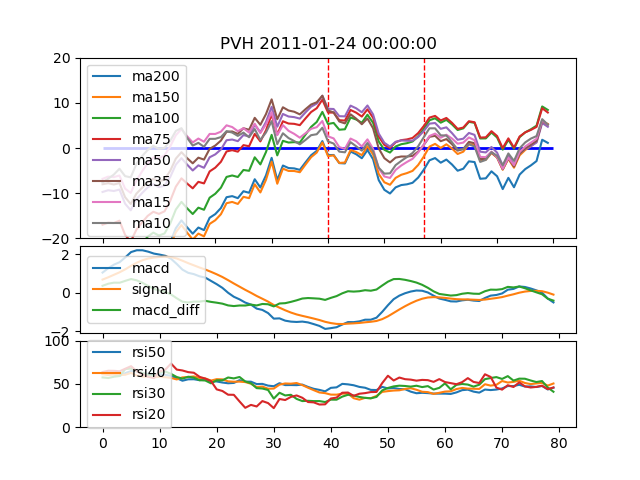 PVH 2011-01-24 00:00:00
20
10
0
−10
−20
ma200
ma150
ma100
ma75
ma50
ma35
ma15
ma10
2
0
−2
macd
signal
macd_diff
100
50
0
rsi50
rsi40
rsi30
rsi20
0 10 20 30 40 50 60 70 80